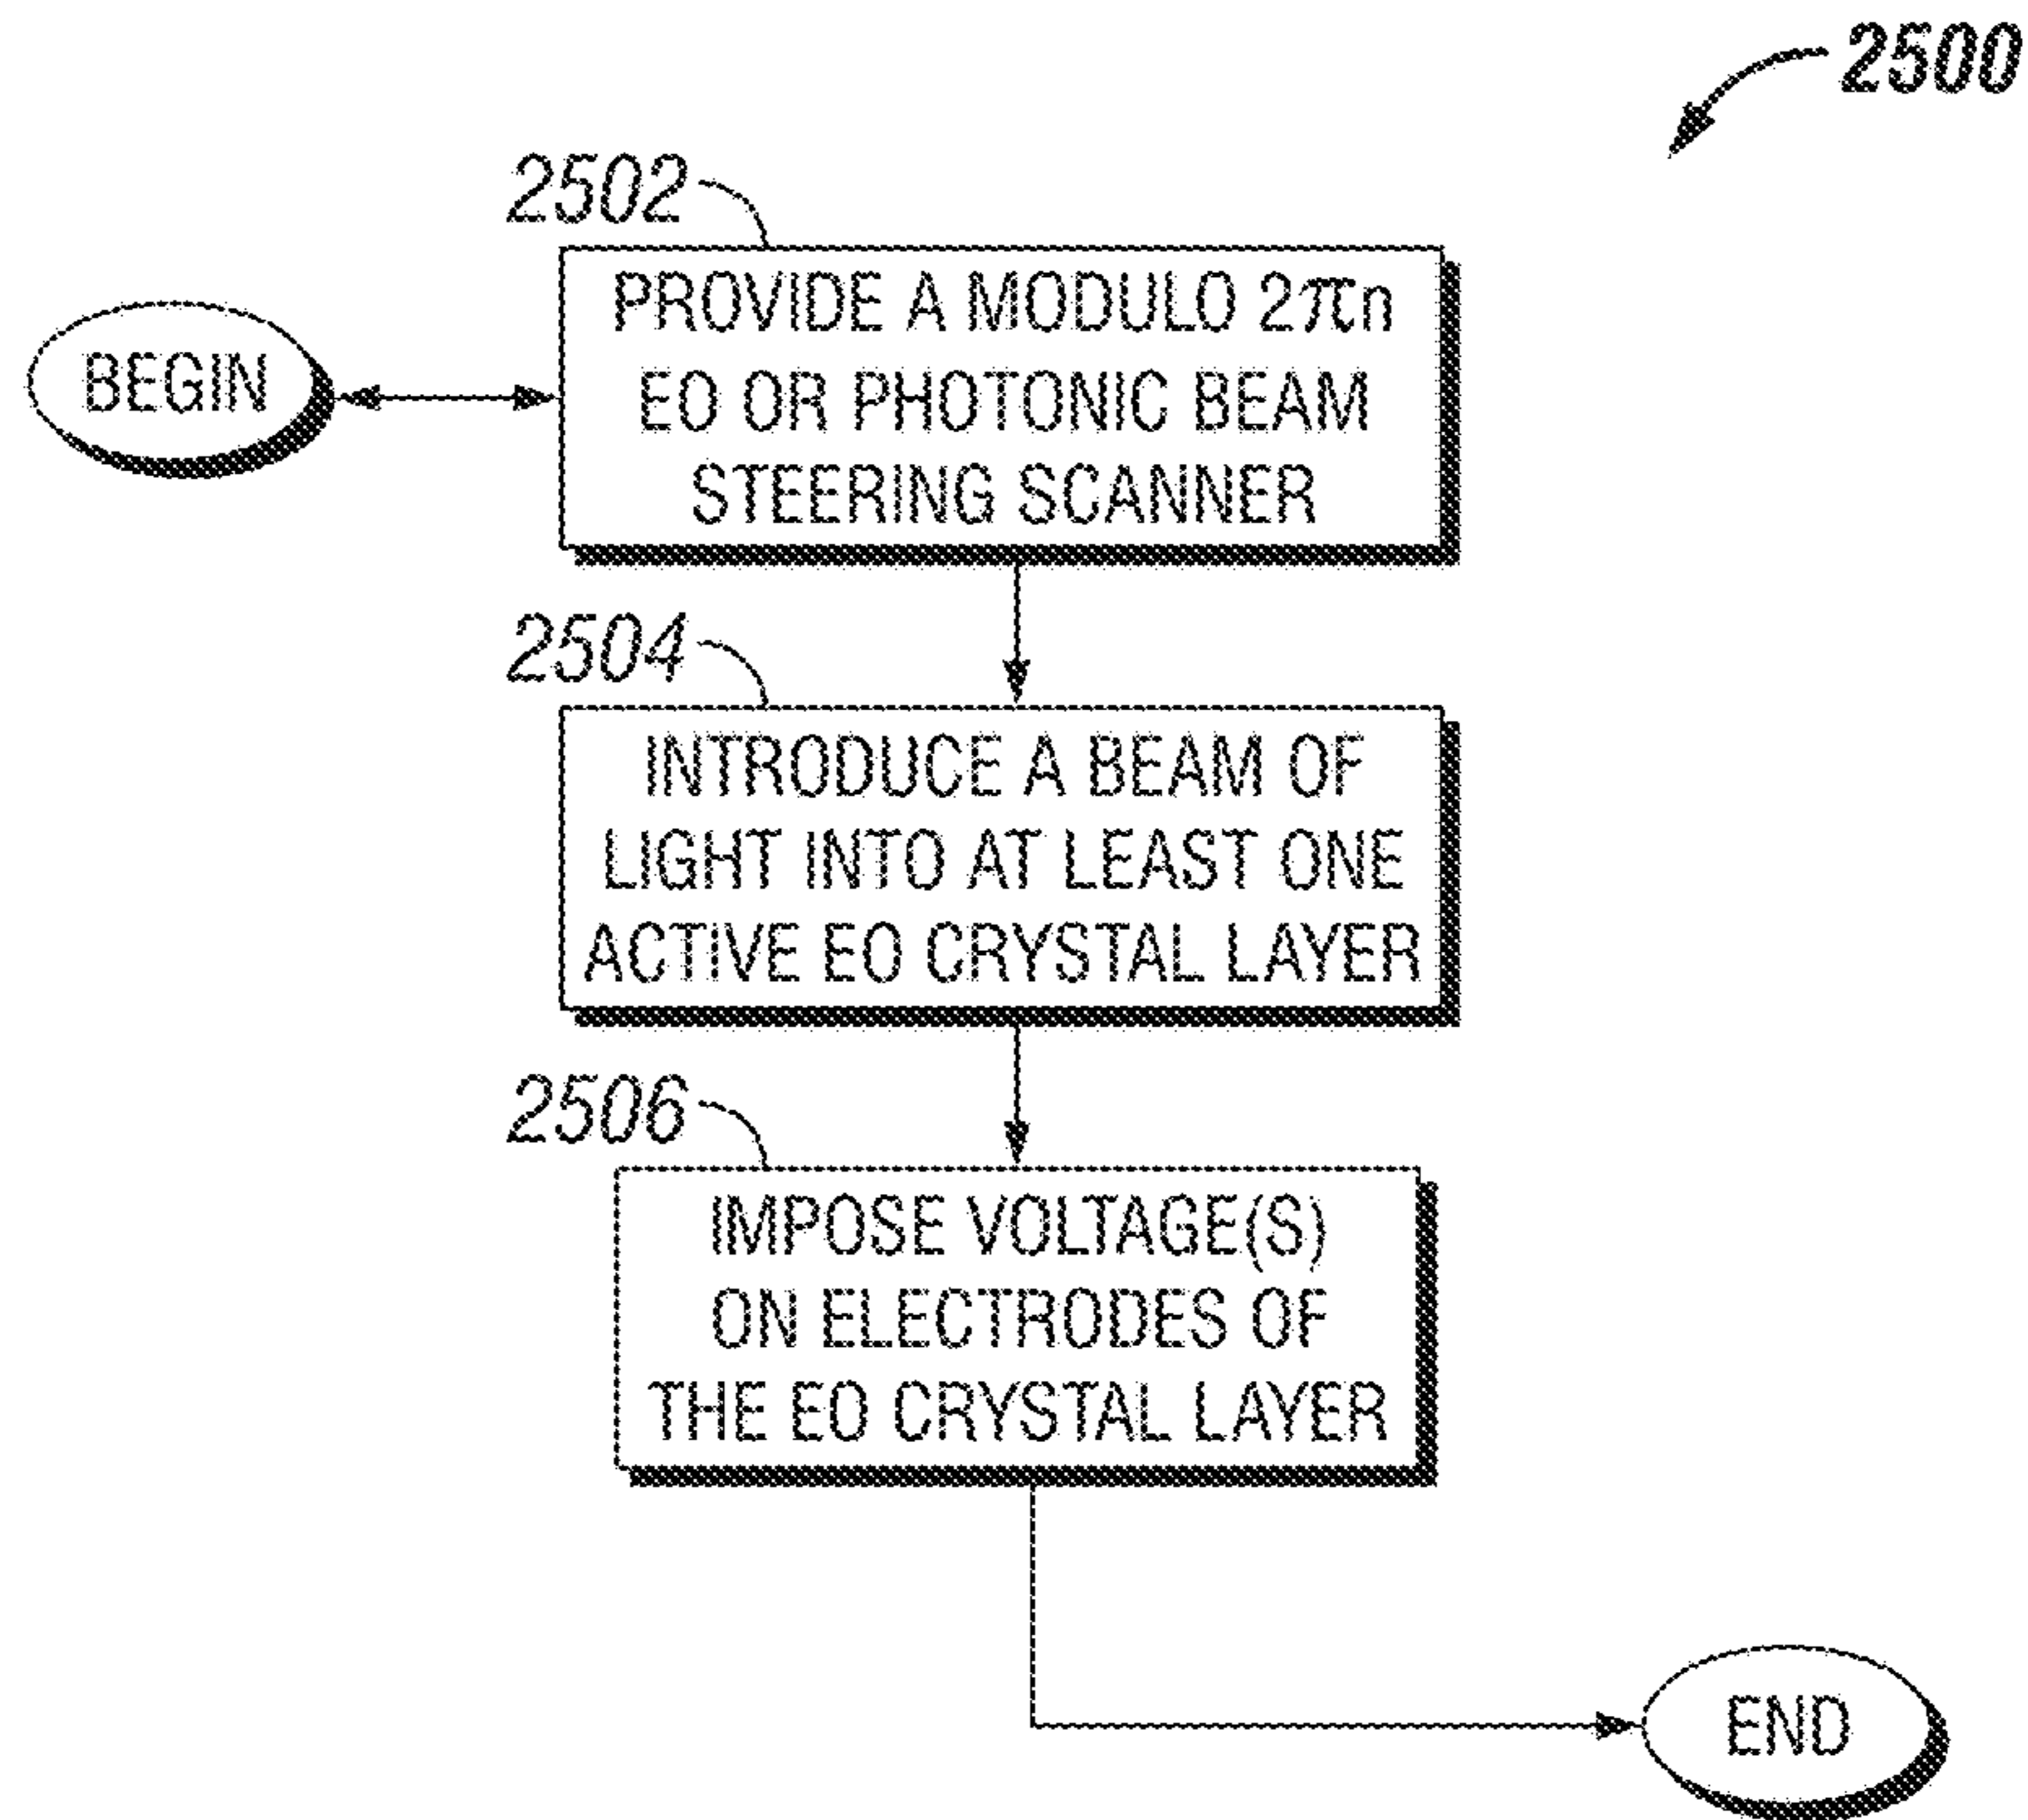 2500
2502
BEGIN
PROVIDE A MODULO 2πn
EO OR PHOTONIC BEAM
STEERING SCANNER
2504
INTRODUCE A BEAM OF
LIGHT INTO AT LEAST ONE
ACTIVE EO CRYSTAL LAYER
2506
IMPOSE VOLTAGE(S)
ON ELECTRODES OF
THE EO CRYSTAL LAYER
END